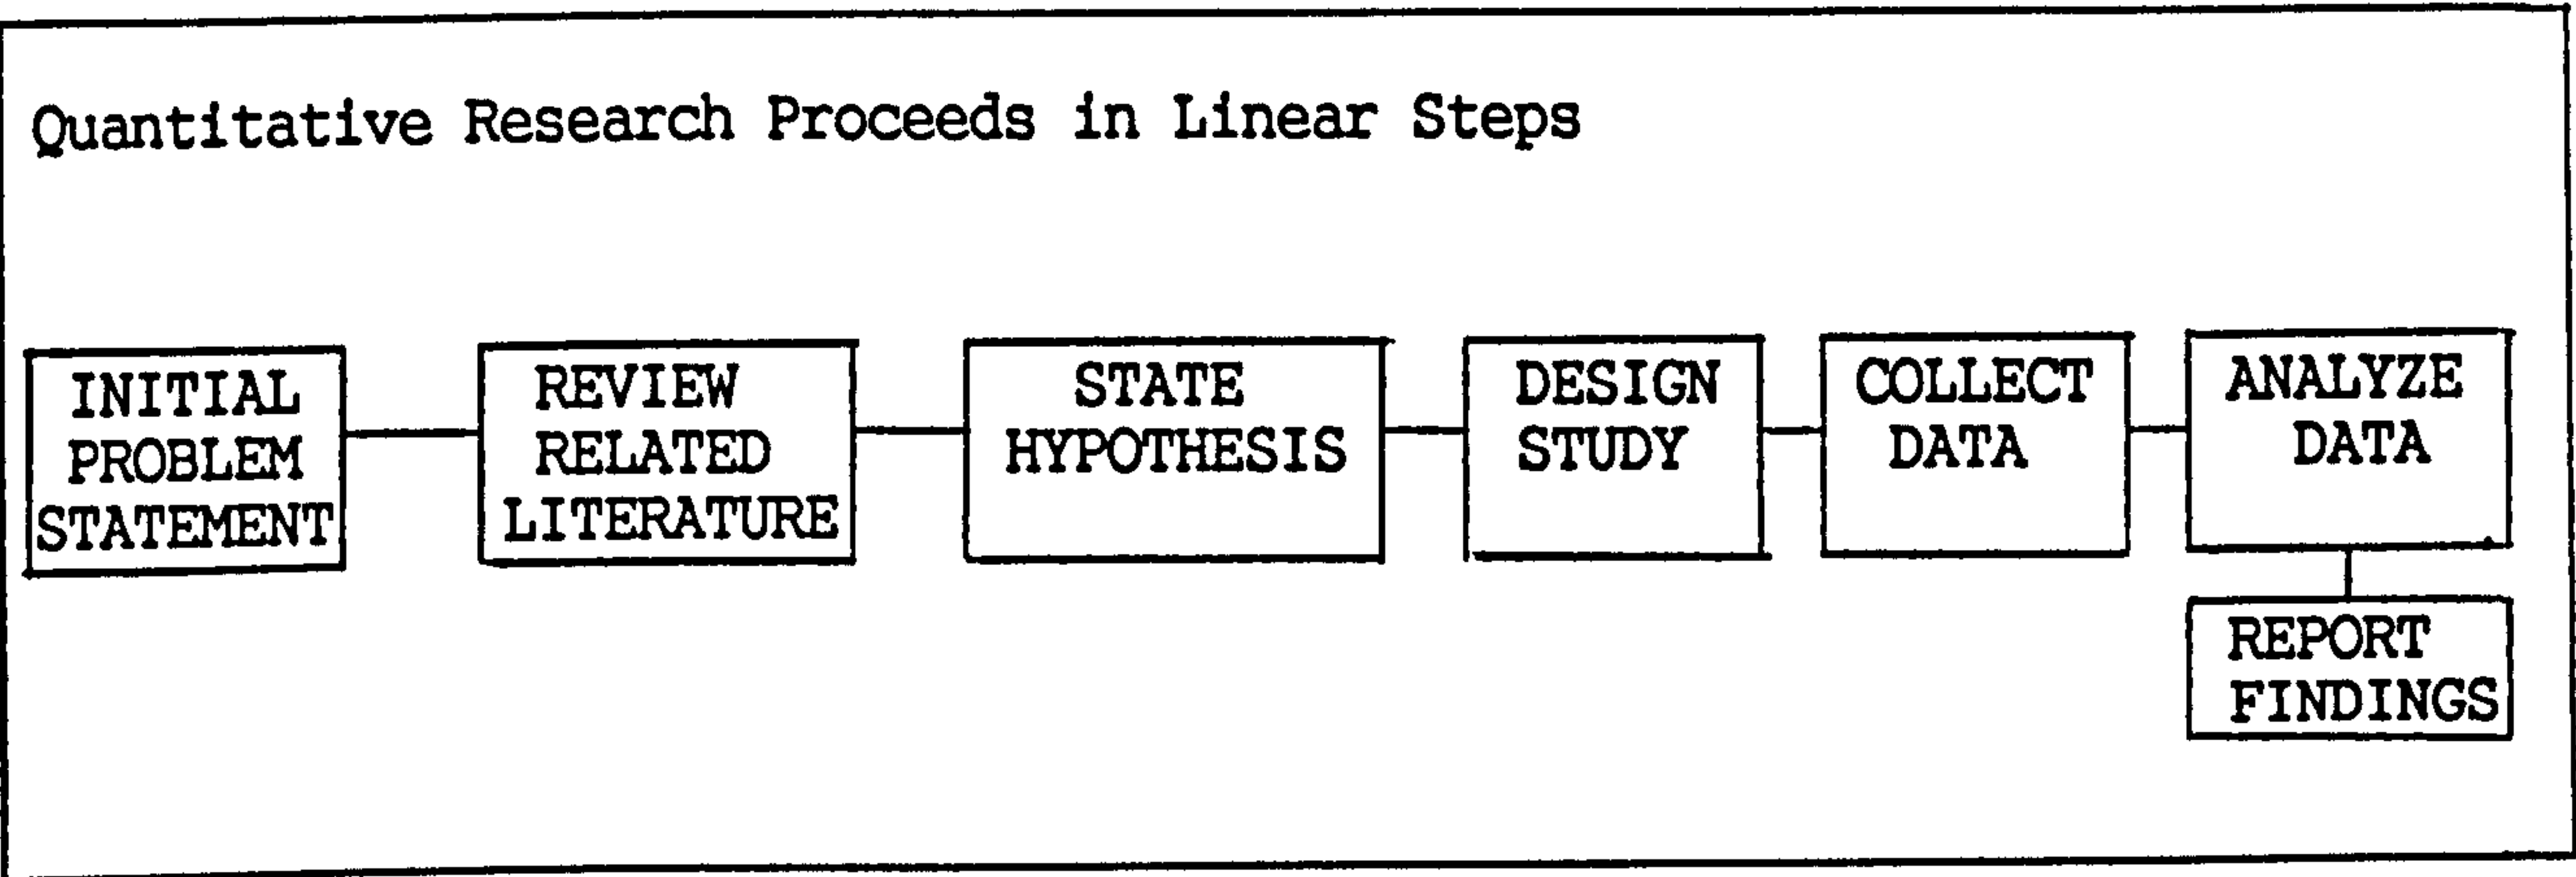 Quantitative Research Proceeds in Linear Steps
INITIAL
PROBLEM
STATEMENT
REVIEW
RELATED
LITERATURE
STATE
HYPOTHESIS
DESIGN
STUDY
COLLECT
DATA
ANALYZE
DATA
REPORT
FINDINGS